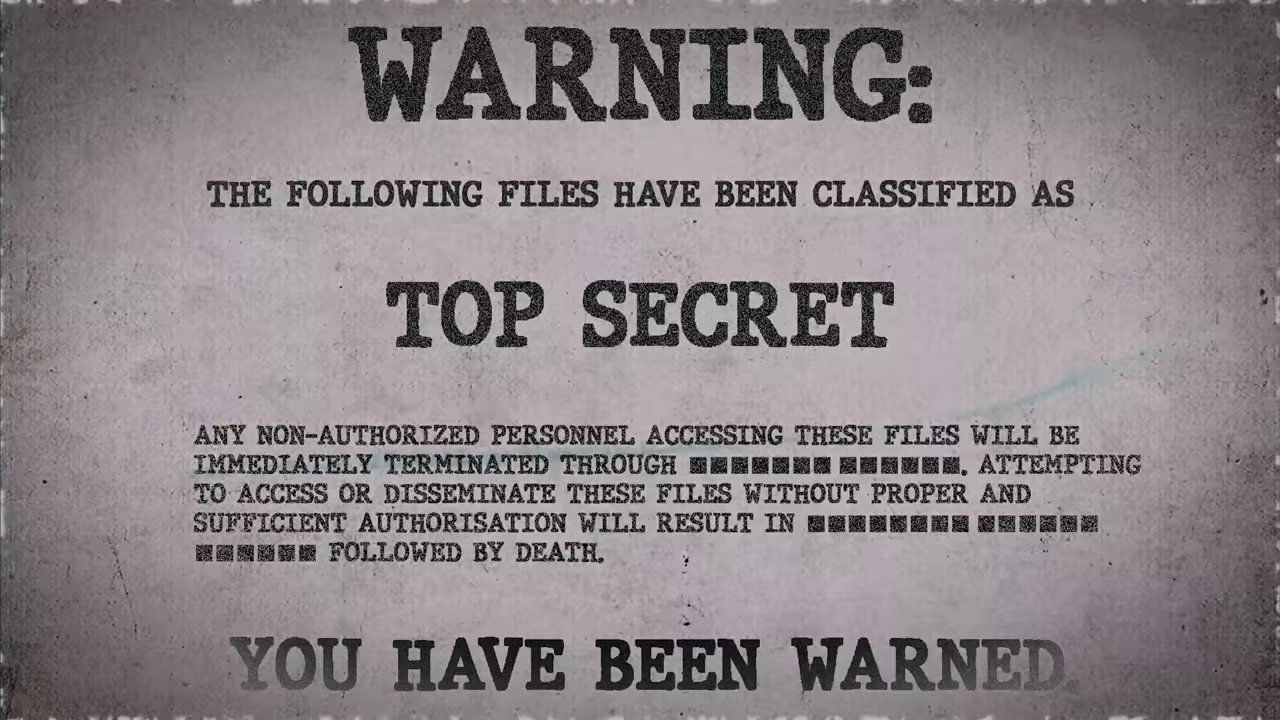 WARNING:
THE FOLLOWING FILES HAVE BEEN CLASSIFIED AS
TOP SECRET
ANY NON-AUTHORIZED PERSONNEL ACCESSING THESE FILES WILL BE
IMMEDIATELY TERMINATED THROUGH ■■■■■■■ ■■■■■■. ATTEMPTING
TO ACCESS OR DISSEMINATE THESE FILES WITHOUT PROPER AND
SUFFICIENT AUTHORISATION WILL RESULT IN ■■■■■■■■ ■■■■■■
■■■■■■ FOLLOWED BY DEATH.
YOU HAVE BEEN WARNED.